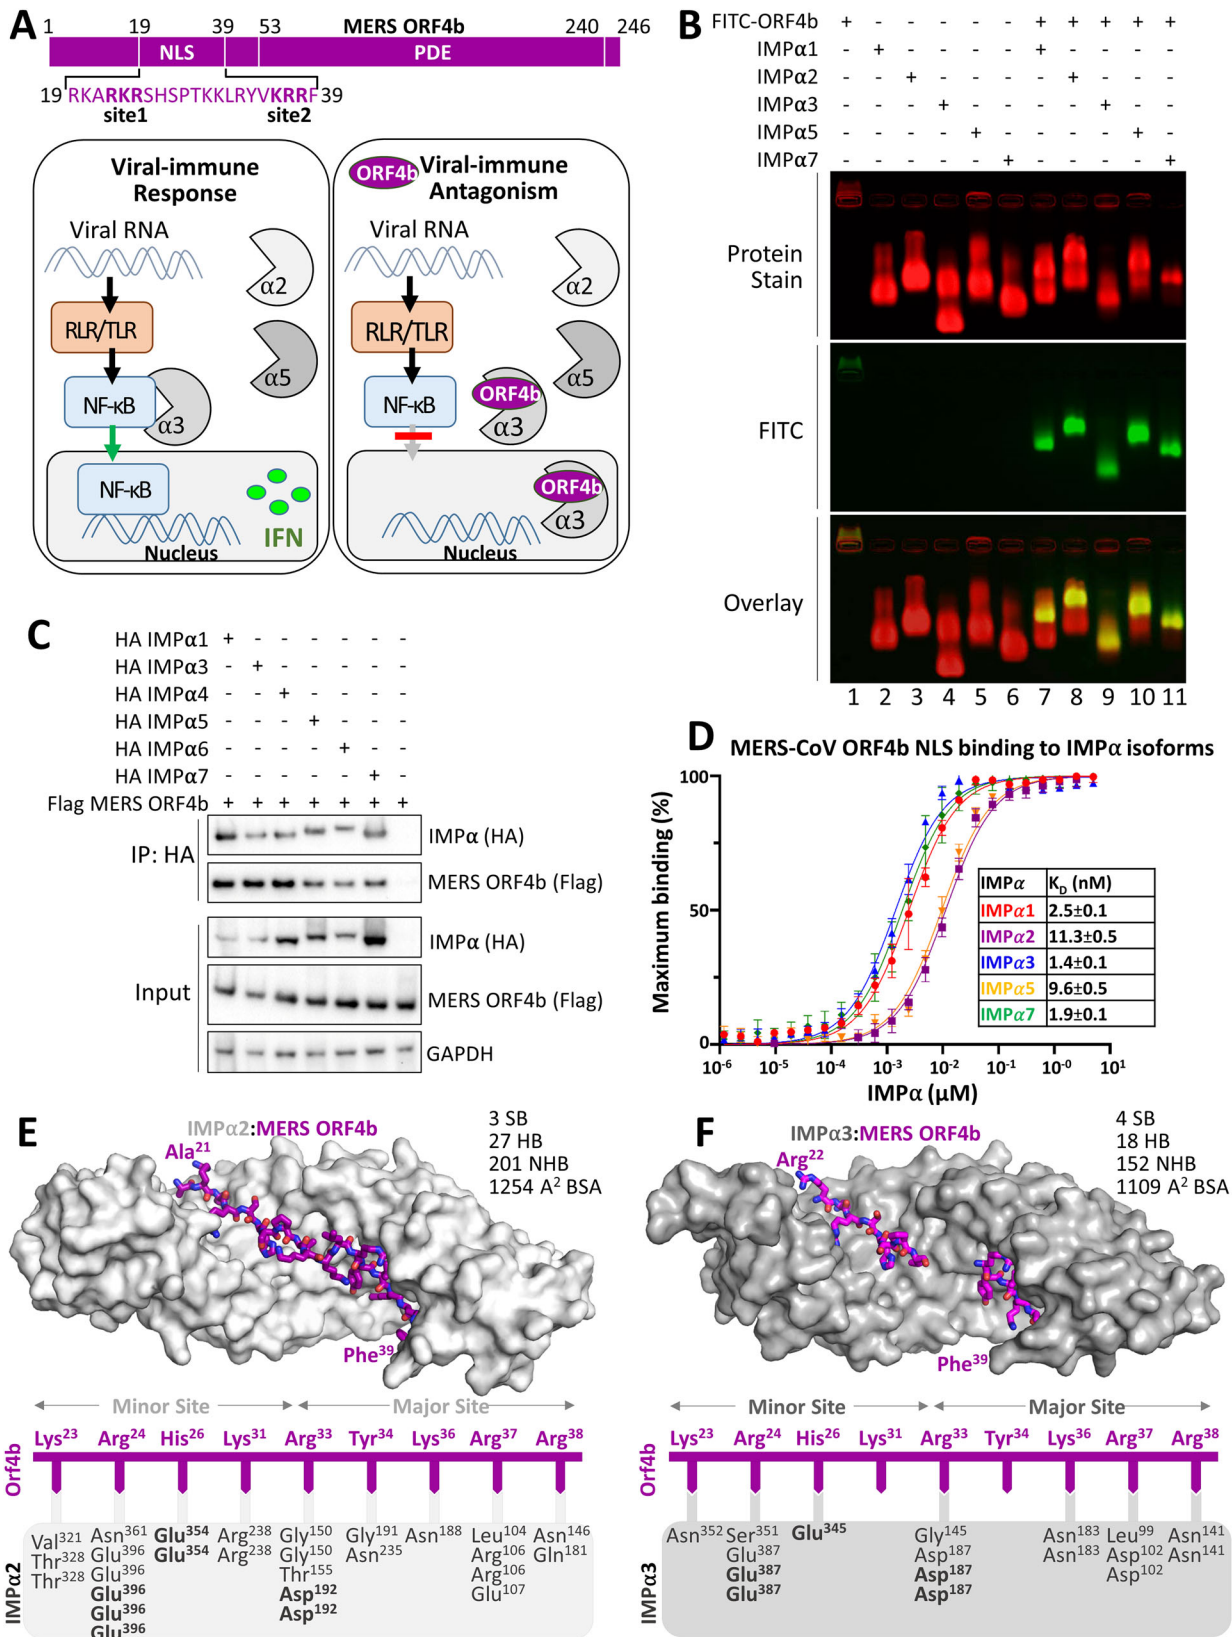 A
1 19 39 53 MERS ORF4b 240 246
NLS PDE
19 RKARKRSHSPTKKLRYVKRRF 39
site1 site2
Viral-immune
Response
Viral RNA
α2
RLR/TLR
α5
NF-κB
α3
NF-κB
IFN
Nucleus
ORF4b
Viral-immune
Antagonism
Viral RNA
α2
RLR/TLR
α5
NF-κB
ORF4b
α3
ORF4b
α3
Nucleus
B
FITC-ORF4b + - - - - - + + + + +
IMPα1 - + - - - - + - - - -
IMPα2 - - + - - - - + - - -
IMPα3 - - - + - - - - + - -
IMPα5 - - - - + - - - - + -
IMPα7 - - - - - + - - - - +
Protein
Stain
FITC
Overlay
1 2 3 4 5 6 7 8 9 10 11
C
HA IMPα1 + - - - - - -
HA IMPα3 - + - - - - -
HA IMPα4 - - + - - - -
HA IMPα5 - - - + - - -
HA IMPα6 - - - - + - -
HA IMPα7 - - - - - + -
Flag MERS ORF4b + + + + + + +
IP: HA
IMPα (HA)
MERS ORF4b (Flag)
Input
IMPα (HA)
MERS ORF4b (Flag)
GAPDH
D
MERS-CoV ORF4b NLS binding to IMPα isoforms
Maximum binding (%)
100
50
0
10⁻⁶ 10⁻⁵ 10⁻⁴ 10⁻³ 10⁻² 10⁻¹ 10⁻⁰ 10¹
IMPα (μM)
IMPα K_D (nM)
IMPα1 2.5±0.1
IMPα2 11.3±0.5
IMPα3 1.4±0.1
IMPα5 9.6±0.5
IMPα7 1.9±0.1
E
IMPα2:MERS ORF4b
3 SB
27 HB
201 NHB
1254 A² BSA
Ala²¹
Phe³⁹
Minor Site Major Site
Orf4b
Lys²³ Arg²⁴ His²⁶ Lys³¹ Arg³³ Tyr³⁴ Lys³⁶ Arg³⁷ Arg³⁸
IMPα2
Val³²¹ Asn³⁶¹ Glu³⁵⁴ Arg²³⁸ Gly¹⁵⁰ Gly¹⁹¹ Asn¹⁸⁸ Leu¹⁰⁴ Asn¹⁴⁶
Thr³²⁸ Glu³⁹⁶ Glu³⁵⁴ Arg²³⁸ Gly¹⁵⁰ Asn²³⁵ Arg¹⁰⁶ Gln¹⁸¹
Thr³²⁸ Glu³⁹⁶ Thr¹⁵⁵ Arg¹⁰⁶
Glu³⁹⁶ Asp¹⁹² Glu¹⁰⁷
Glu³⁹⁶ Asp¹⁹²
Glu³⁹⁶
F
IMPα3:MERS ORF4b
4 SB
18 HB
152 NHB
1109 A² BSA
Arg²²
Phe³⁹
Minor Site Major Site
Orf4b
Lys²³ Arg²⁴ His²⁶ Lys³¹ Arg³³ Tyr³⁴ Lys³⁶ Arg³⁷ Arg³⁸
IMPα3
Asn³⁵² Ser³⁵¹ Glu³⁴⁵ Gly¹⁴⁵ Asn¹⁸³ Leu⁹⁹ Asn¹⁴¹
Glu³⁸⁷ Asp¹⁸⁷ Asn¹⁸³ Asp¹⁰² Asn¹⁴¹
Glu³⁸⁷ Asp¹⁸⁷ Asp¹⁰²
Glu³⁸⁷ Asp¹⁸⁷